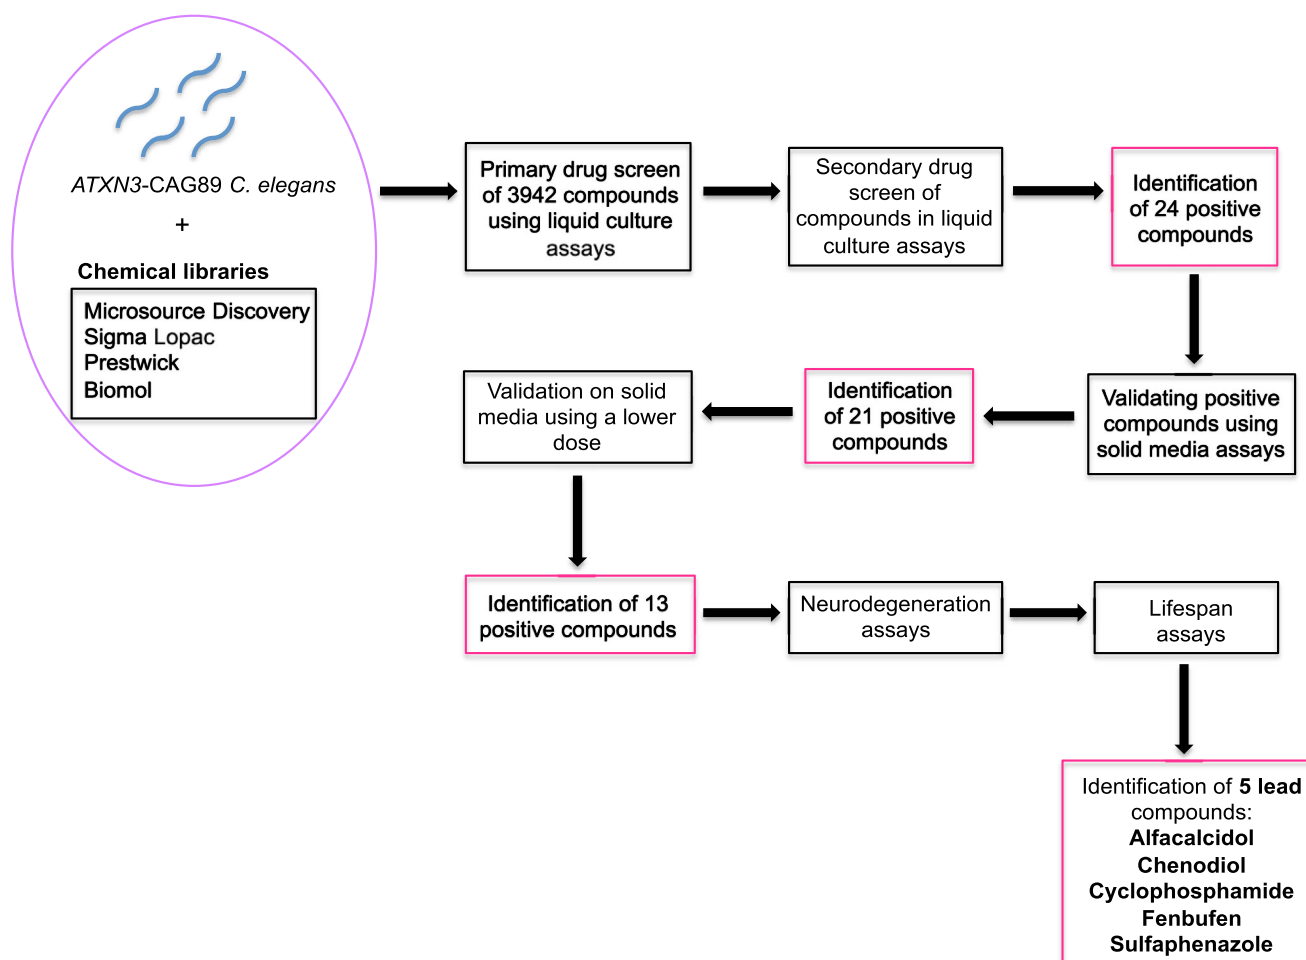 ATXN3-CAG89 C. elegans
+
Chemical libraries
Microsource Discovery
Sigma Lopac
Prestwick
Biomol
Primary drug screen
of 3942 compounds
using liquid culture
assays
Secondary drug
screen of
compounds in liquid
culture assays
Identification
of 24 positive
compounds
Validating positive
compounds using
solid media assays
Identification
of 21 positive
compounds
Validation on solid
media using a lower
dose
Identification of 13
positive compounds
Neurodegeneration
assays
Lifespan
assays
Identification of 5 lead
compounds:
Alfacalcidol
Chenodiol
Cyclophosphamide
Fenbufen
Sulfaphenazole